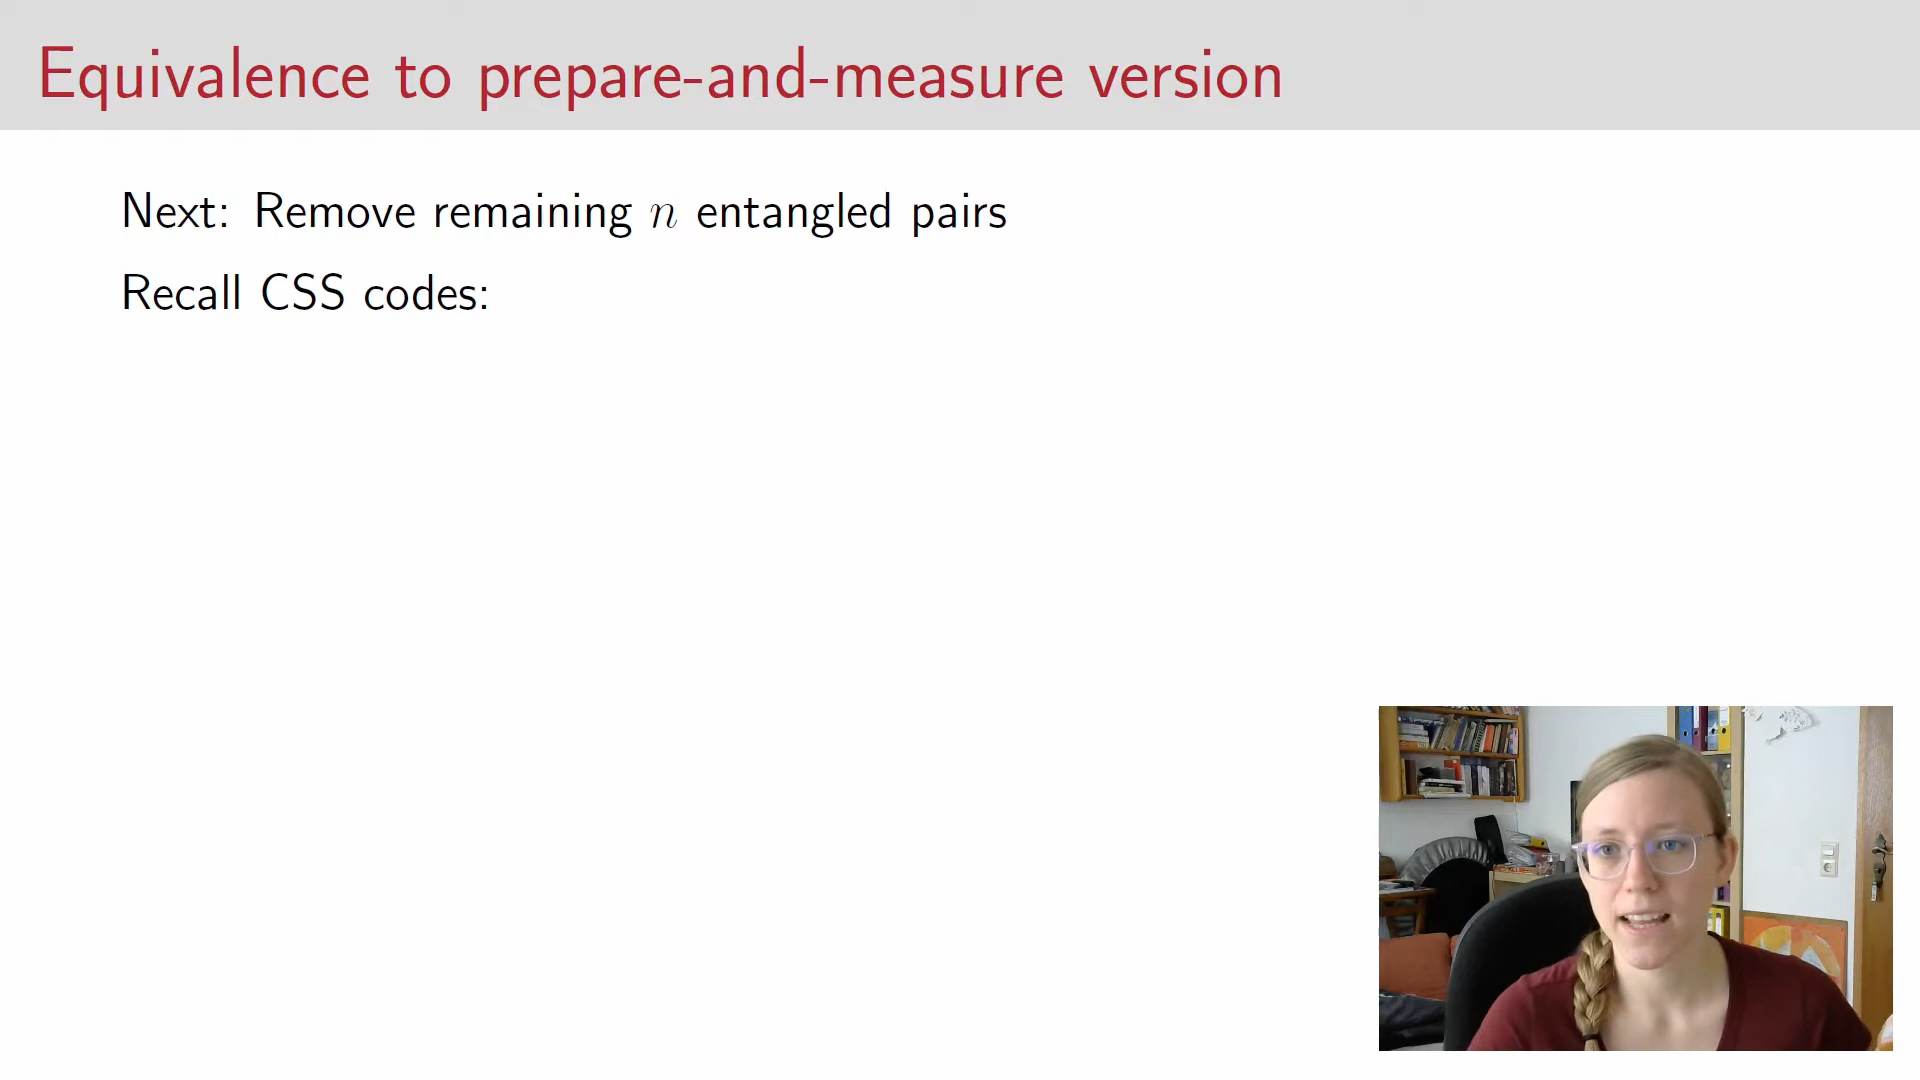 Equivalence to prepare-and-measure version
Next: Remove remaining n entangled pairs
Recall CSS codes: